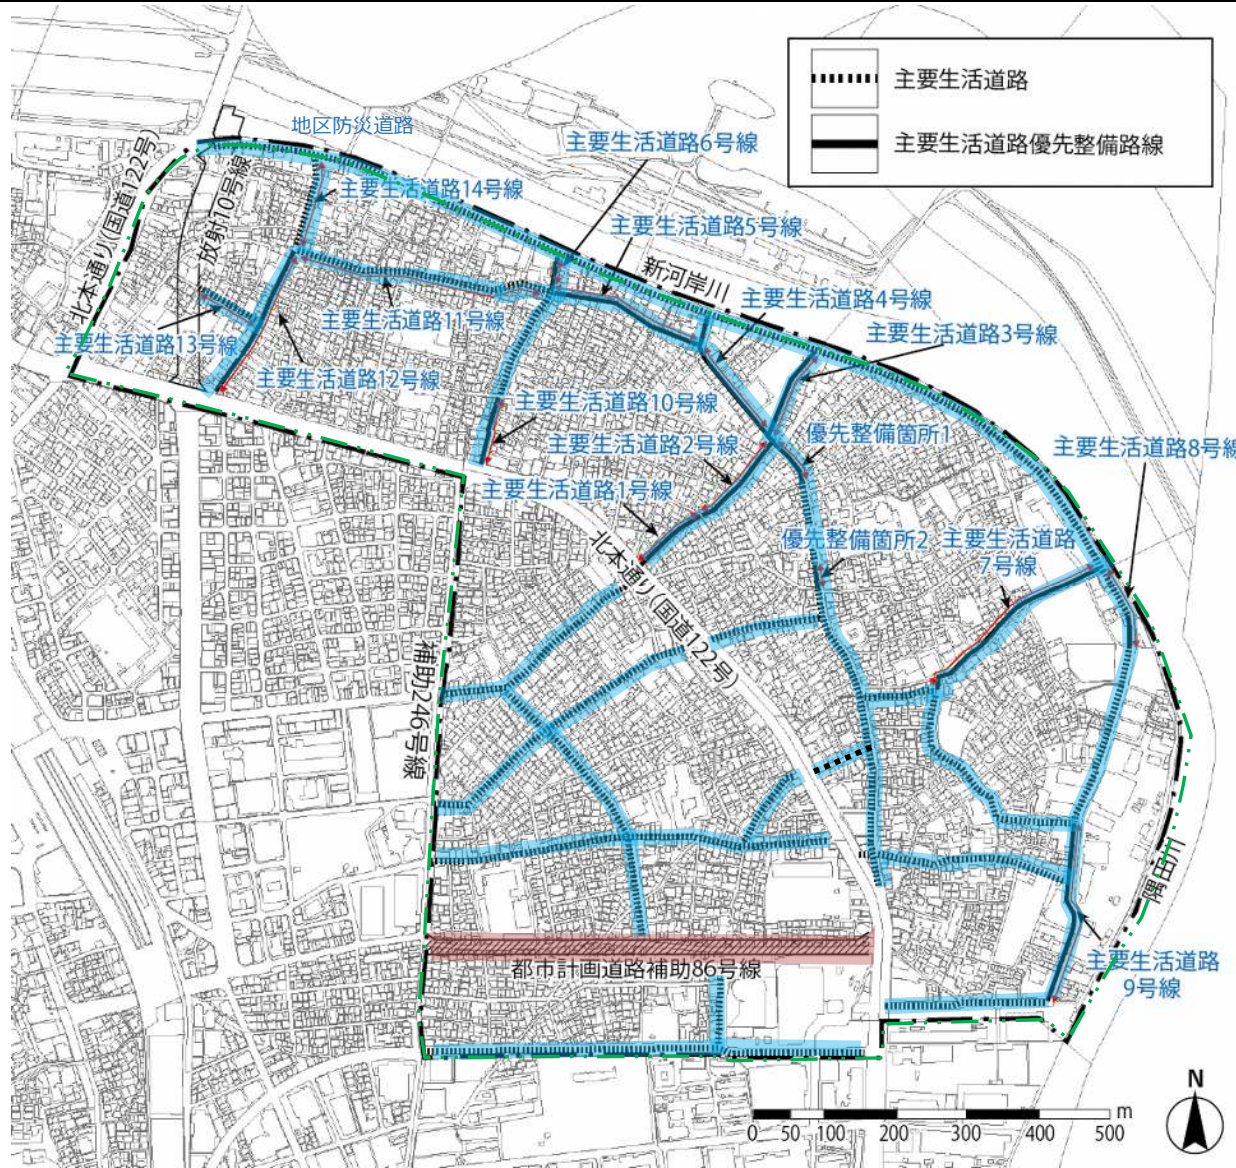 主要生活道路
主要生活道路優先整備路線
地区防災道路
主要生活道路6号線
北本通り(国道122号)
放射10号線
主要生活道路14号線
主要生活道路5号線
新河岸川
主要生活道路4号線
主要生活道路11号線
主要生活道路3号線
主要生活道路13号線
主要生活道路12号線
主要生活道路10号線
優先整備箇所1
主要生活道路2号線
主要生活道路8号線
主要生活道路1号線
北本通り(国道122号)
優先整備箇所2
主要生活道路
7号線
補助246号線
隅田川
都市計画道路補助86号線
主要生活道路
9号線
N
m
0 50 100 200 300 400 500